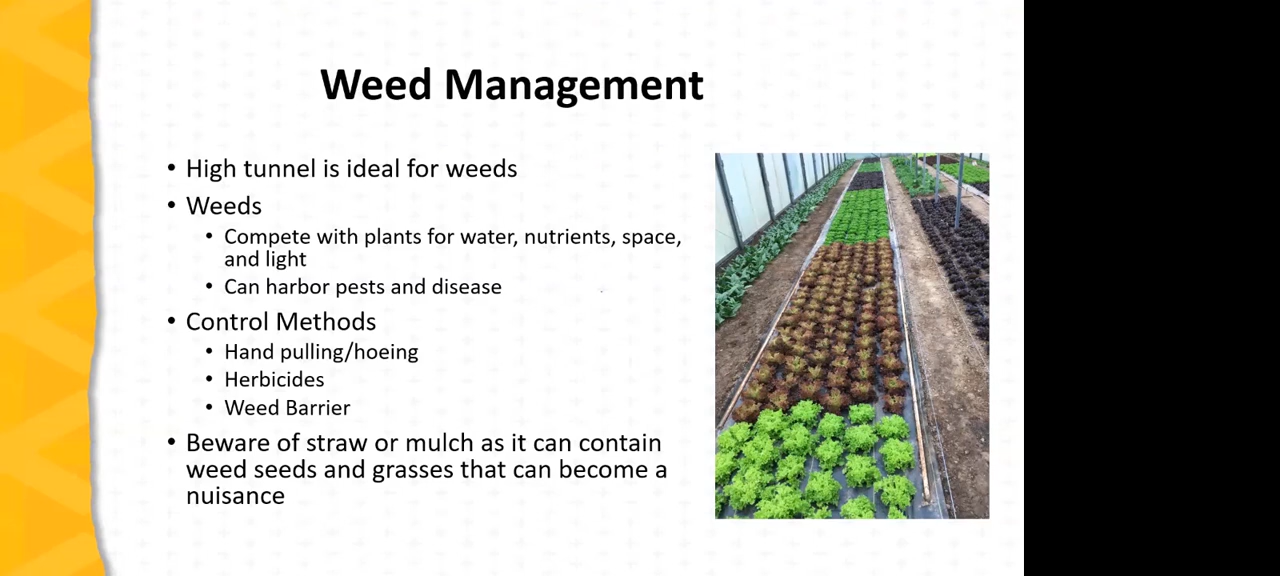 Weed Management
• High tunnel is ideal for weeds
• Weeds
• Compete with plants for water, nutrients, space,
and light
• Can harbor pests and disease
• Control Methods
• Hand pulling/hoeing
• Herbicides
• Weed Barrier
• Beware of straw or mulch as it can contain
weed seeds and grasses that can become a
nuisance